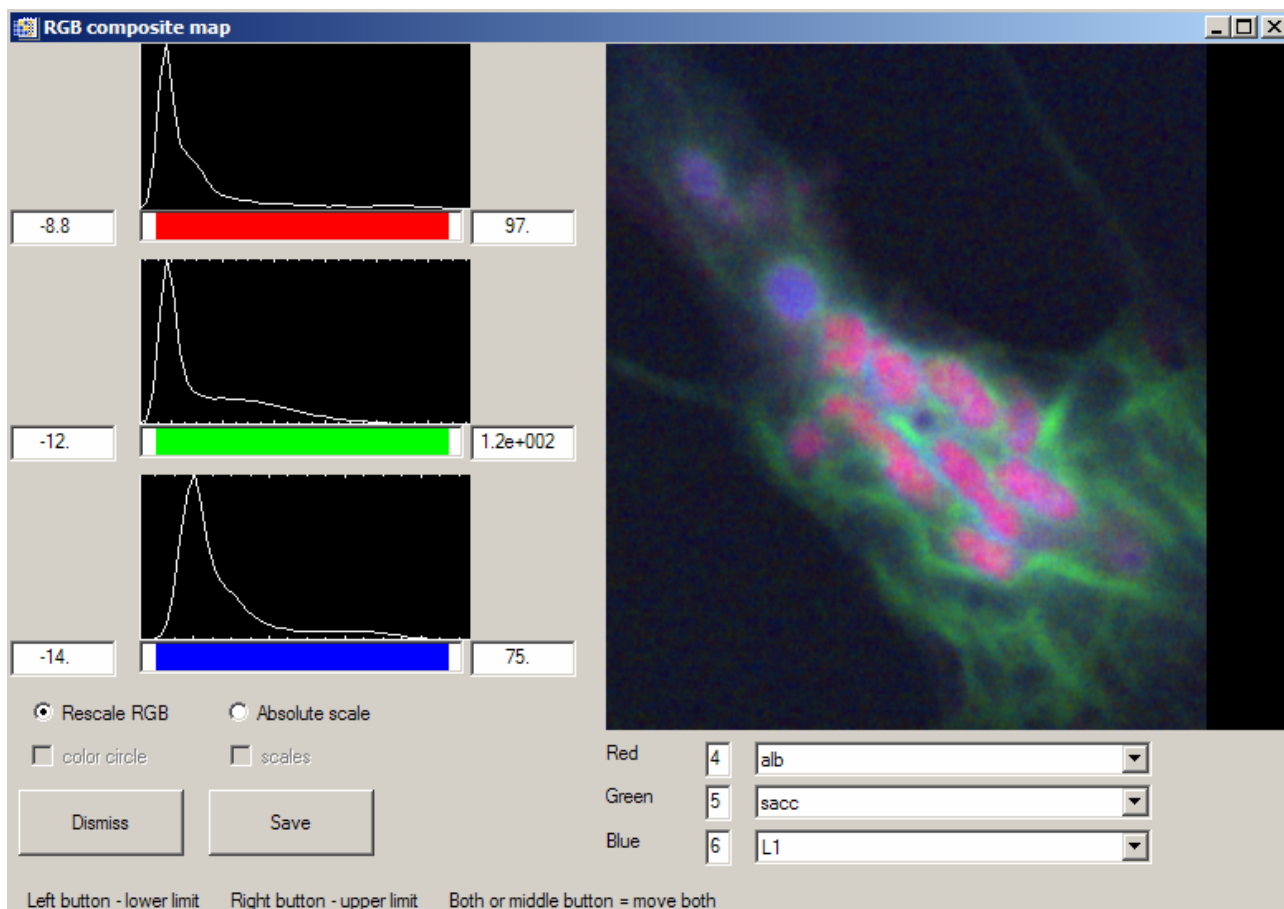 RGB composite map
-8.8
97.
-12.
1.2e+002
-14.
75.
Rescale RGB Absolute scale
color circle scales
Dismiss Save
Red 4 alb
Green 5 sacc
Blue 6 L1
Left button - lower limit Right button - upper limit Both or middle button = move both